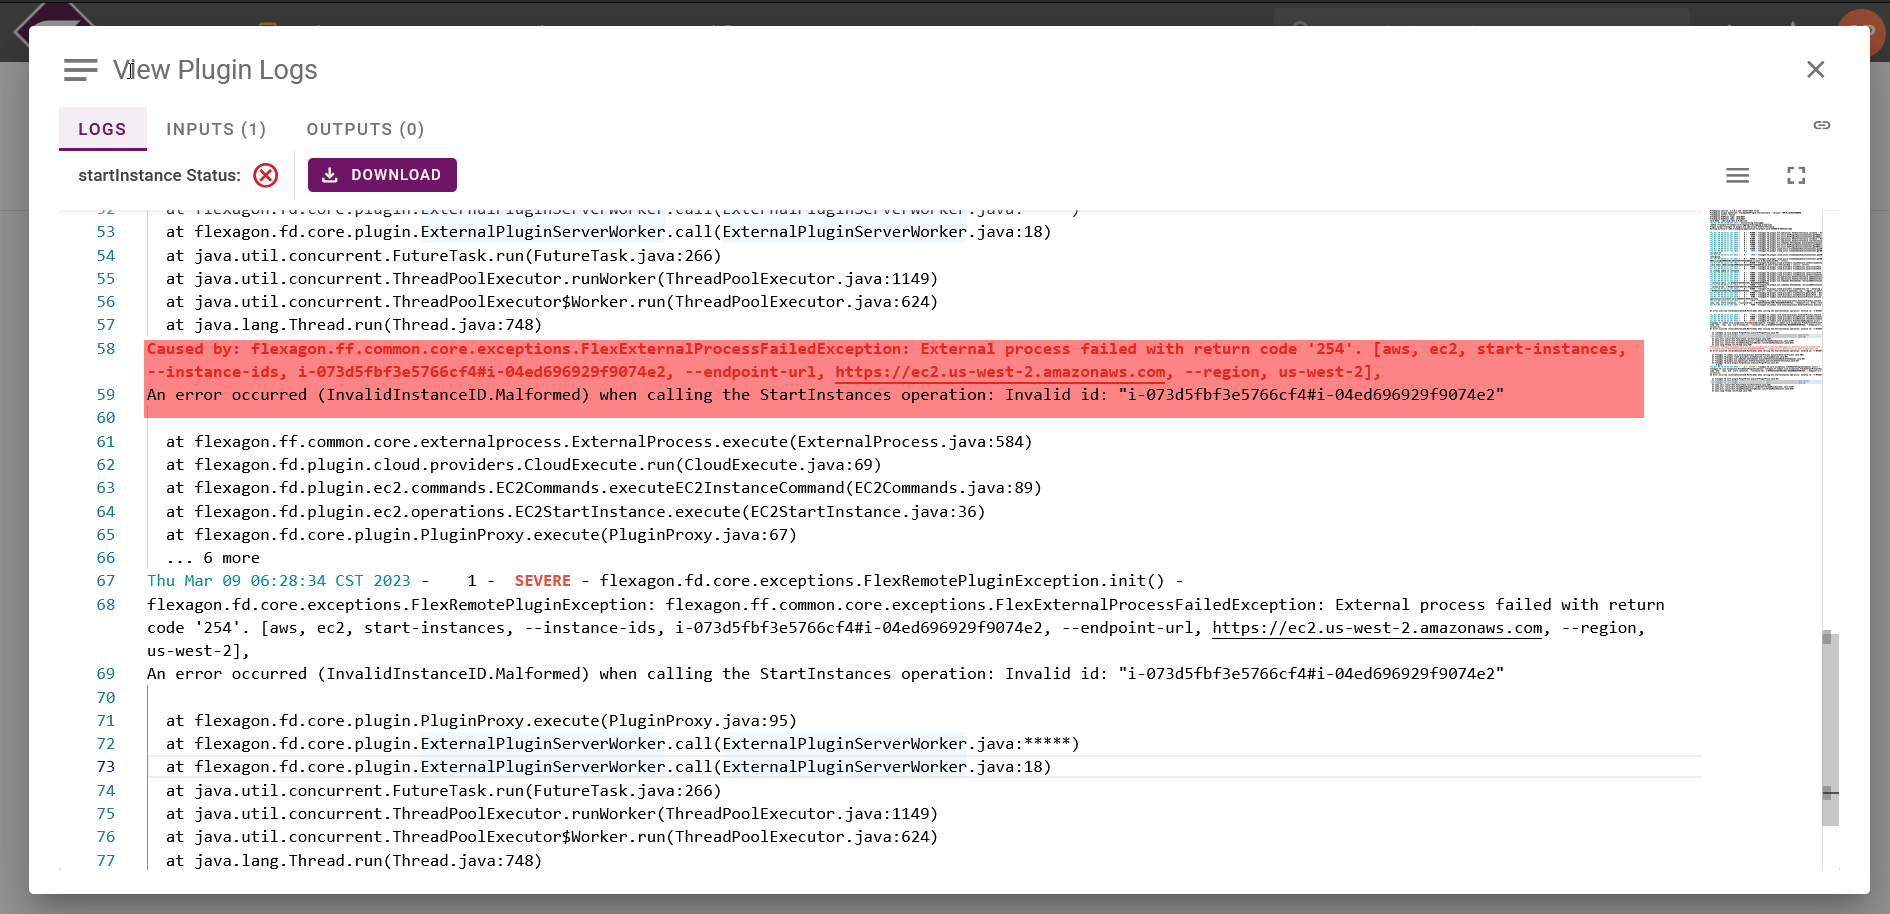 View Plugin Logs
LOGS
INPUTS (1)
OUTPUTS (0)
startInstance Status:
DOWNLOAD
52 at flexagon.fd.core.plugin.ExternalPluginServerWorker.call(ExternalPluginServerWorker.java:*****)
53 at flexagon.fd.core.plugin.ExternalPluginServerWorker.call(ExternalPluginServerWorker.java:18)
54 at java.util.concurrent.FutureTask.run(FutureTask.java:266)
55 at java.util.concurrent.ThreadPoolExecutor.runWorker(ThreadPoolExecutor.java:1149)
56 at java.util.concurrent.ThreadPoolExecutor$Worker.run(ThreadPoolExecutor.java:624)
57 at java.lang.Thread.run(Thread.java:748)
58 Caused by: flexagon.ff.common.core.exceptions.FlexExternalProcessFailedException: External process failed with return code '254'. [aws, ec2, start-instances,
--instance-ids, i-073d5fbf3e5766cf4#i-04ed696929f9074e2, --endpoint-url, https://ec2.us-west-2.amazonaws.com, --region, us-west-2],
59 An error occurred (InvalidInstanceID.Malformed) when calling the StartInstances operation: Invalid id: "i-073d5fbf3e5766cf4#i-04ed696929f9074e2"
60
61 at flexagon.ff.common.core.externalprocess.ExternalProcess.execute(ExternalProcess.java:584)
62 at flexagon.fd.plugin.cloud.providers.CloudExecute.run(CloudExecute.java:69)
63 at flexagon.fd.plugin.ec2.commands.EC2Commands.executeEC2InstanceCommand(EC2Commands.java:89)
64 at flexagon.fd.plugin.ec2.operations.EC2StartInstance.execute(EC2StartInstance.java:36)
65 at flexagon.fd.core.plugin.PluginProxy.execute(PluginProxy.java:67)
66 ... 6 more
67 Thu Mar 09 06:28:34 CST 2023 - 1 - SEVERE - flexagon.fd.core.exceptions.FlexRemotePluginException.init() -
68 flexagon.fd.core.exceptions.FlexRemotePluginException: flexagon.ff.common.core.exceptions.FlexExternalProcessFailedException: External process failed with return
code '254'. [aws, ec2, start-instances, --instance-ids, i-073d5fbf3e5766cf4#i-04ed696929f9074e2, --endpoint-url, https://ec2.us-west-2.amazonaws.com, --region,
us-west-2],
69 An error occurred (InvalidInstanceID.Malformed) when calling the StartInstances operation: Invalid id: "i-073d5fbf3e5766cf4#i-04ed696929f9074e2"
70
71 at flexagon.fd.core.plugin.PluginProxy.execute(PluginProxy.java:95)
72 at flexagon.fd.core.plugin.ExternalPluginServerWorker.call(ExternalPluginServerWorker.java:*****)
73 at flexagon.fd.core.plugin.ExternalPluginServerWorker.call(ExternalPluginServerWorker.java:18)
74 at java.util.concurrent.FutureTask.run(FutureTask.java:266)
75 at java.util.concurrent.ThreadPoolExecutor.runWorker(ThreadPoolExecutor.java:1149)
76 at java.util.concurrent.ThreadPoolExecutor$Worker.run(ThreadPoolExecutor.java:624)
77 at java.lang.Thread.run(Thread.java:748)